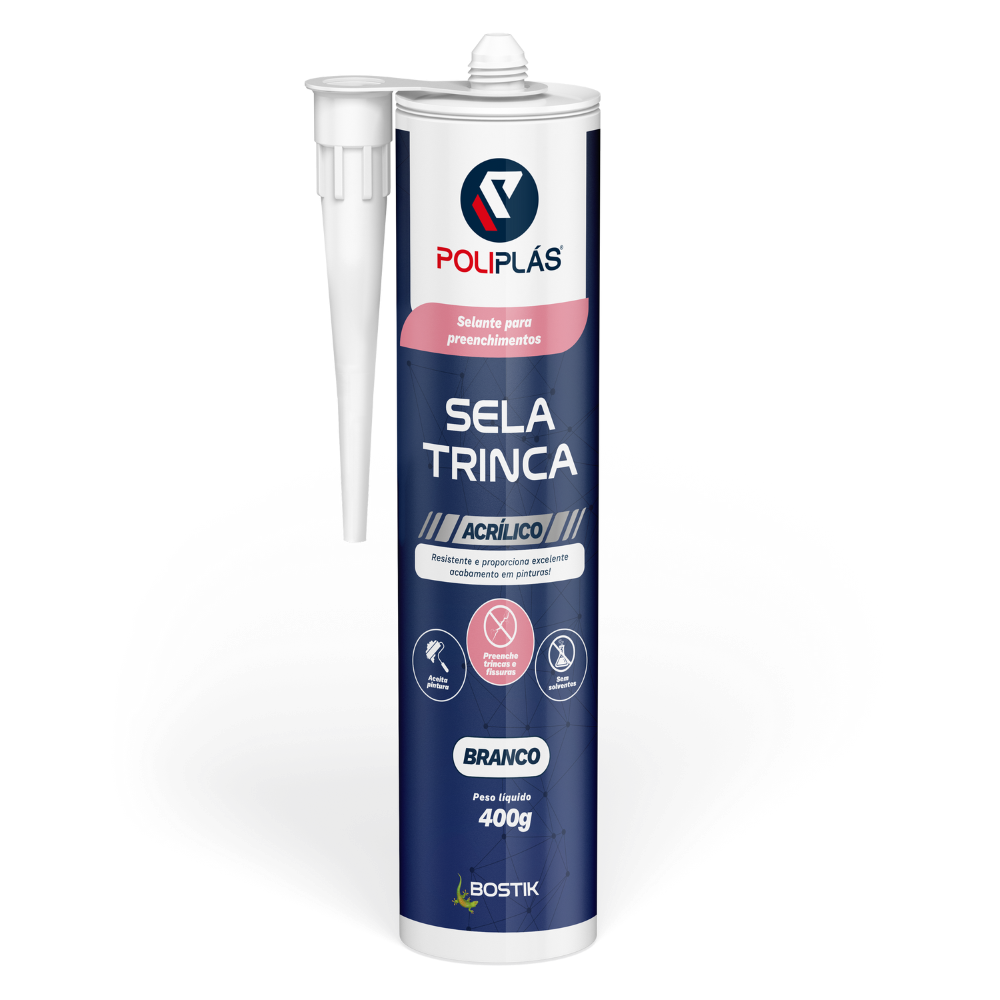 POLIPLÁS®
Selante para
preenchimentos
SELA
TRINCA
ACRÍLICO
Resistente e proporciona excelente
acabamento em pinturas!
Aceita
pintura
Preenche
trincas e
fissuras
Sem
solventes
BRANCO
Peso líquido
400g
BOSTIK